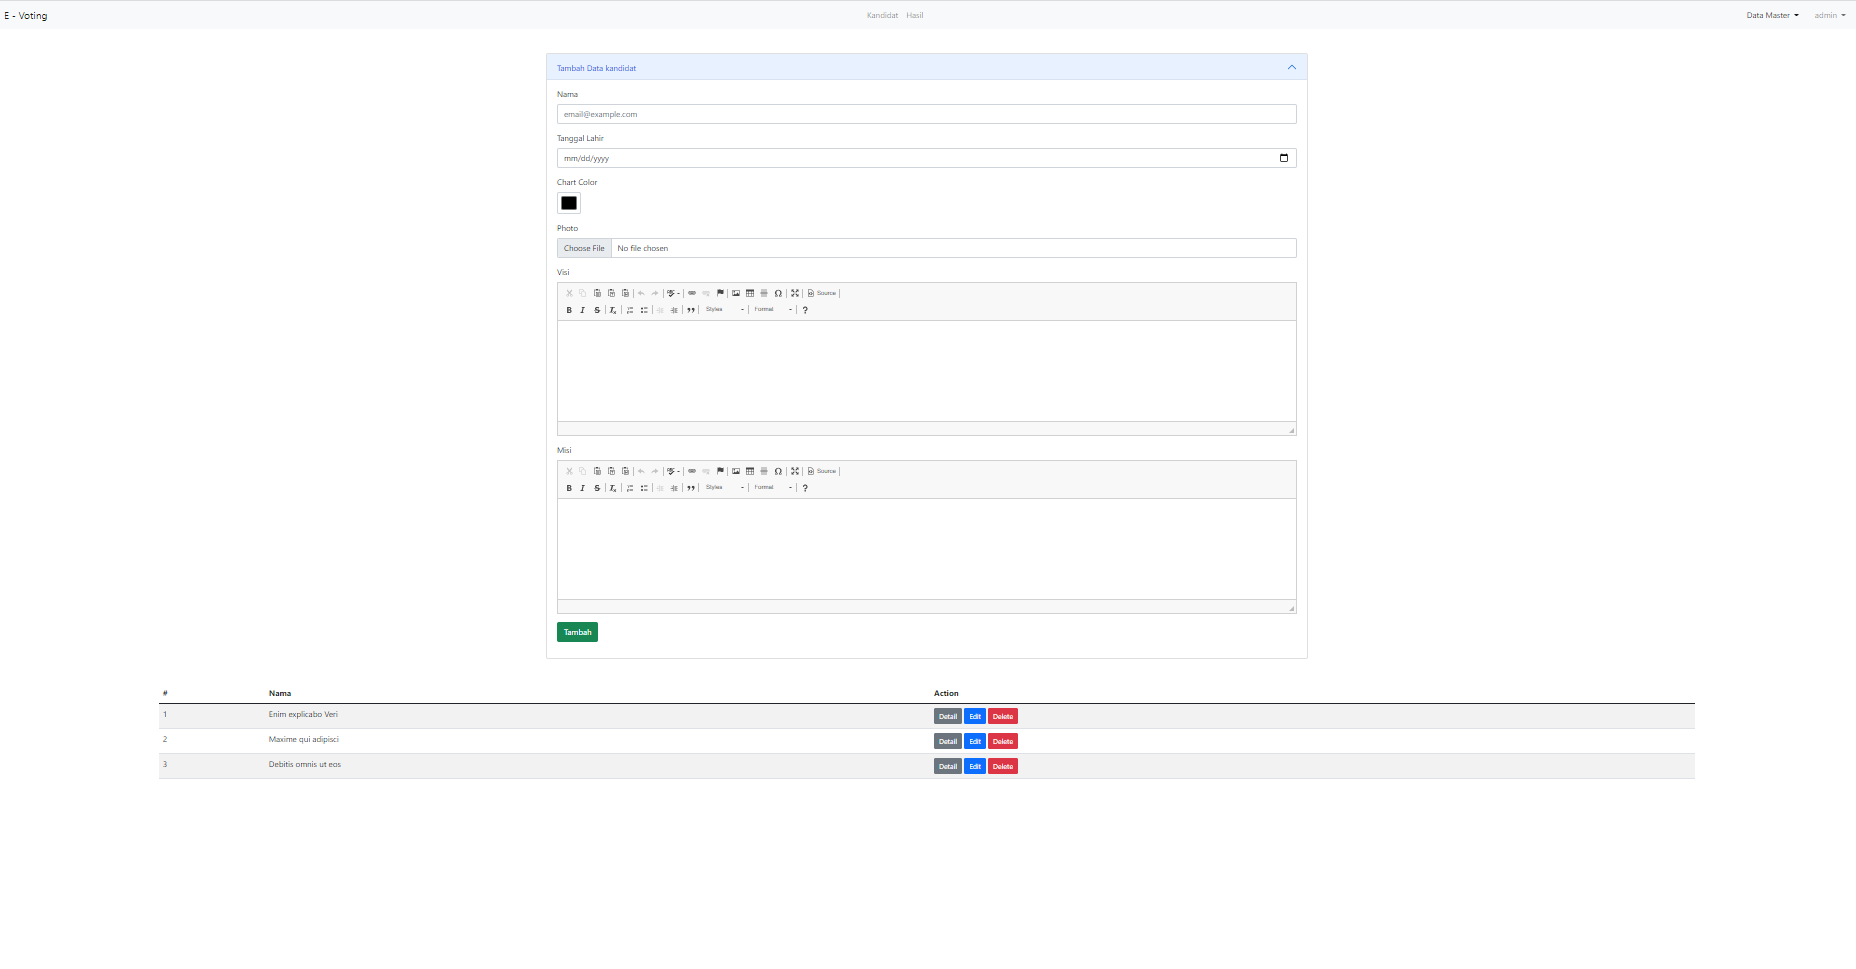 E - Voting Kandidat Hasil Data Master admin
Tambah Data kandidat
Nama
email@example.com
Tanggal Lahir
mm/dd/yyyy
Chart Color
Photo
Choose File No file chosen
Visi
Source
B I S Ix Styles Format ?
Misi
Source
B I S Ix Styles Format ?
Tambah
# Nama Action
1 Enim explicabo Veri Detail Edit Delete
2 Maxime qui adipisci Detail Edit Delete
3 Debitis omnis ut eos Detail Edit Delete